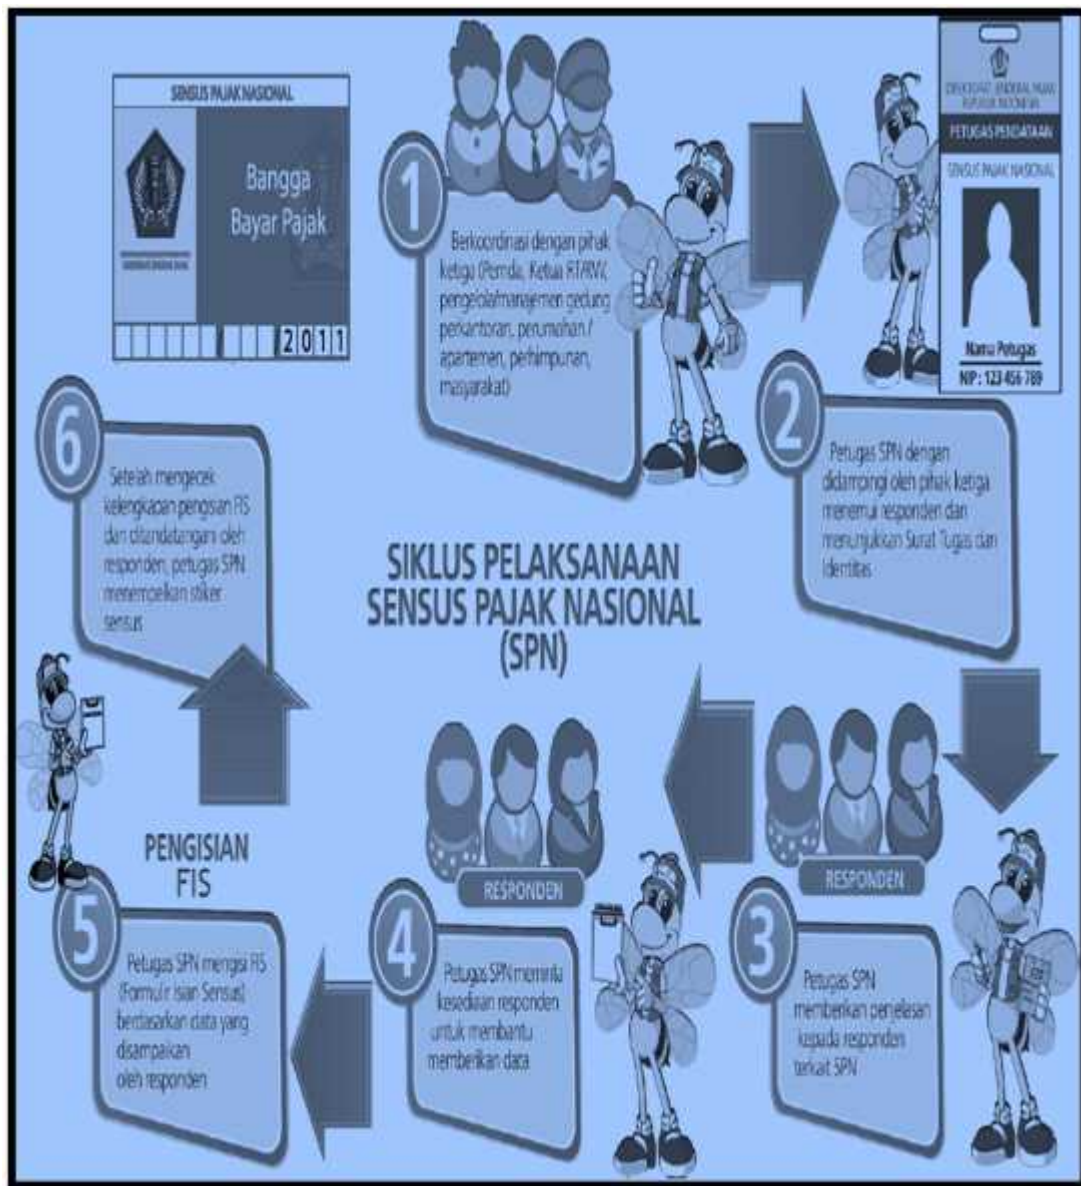 SENSUS PAJAK NASIONAL
Bangga
Bayar Pajak
2011
1
Berkoordinasi dengan pihak
ketiga (Pemda, Ketua RT/RW,
pengelola/manajemen gedung
perkantoran, perumahan /
apartemen, perhimpunan,
masyarakat)
DIREKTORAT JENDERAL PAJAK
REPUBLIK INDONESIA
PETUGAS PENDATAAN
SENSUS PAJAK NASIONAL
Nama Petugas
NIP : 123 456 789
2
Petugas SPN dengan
didampingi oleh pihak ketiga
menemui responden dan
menunjukkan Surat Tugas dan
Identitas
SIKLUS PELAKSANAAN
SENSUS PAJAK NASIONAL
(SPN)
RESPONDEN
3
Petugas SPN
memberikan penjelasan
kepada responden
terkait SPN
RESPONDEN
4
Petugas SPN meminta
kesediaan responden
untuk membantu
memberikan data
PENGISIAN
FIS
5
Petugas SPN mengisi FIS
(Formulir Isian Sensus)
berdasarkan data yang
disampaikan
oleh responden
6
Setelah mengecek
kelengkapan pengisian FIS
dan ditandatangani oleh
responden, petugas SPN
menempelkan stiker
sensus